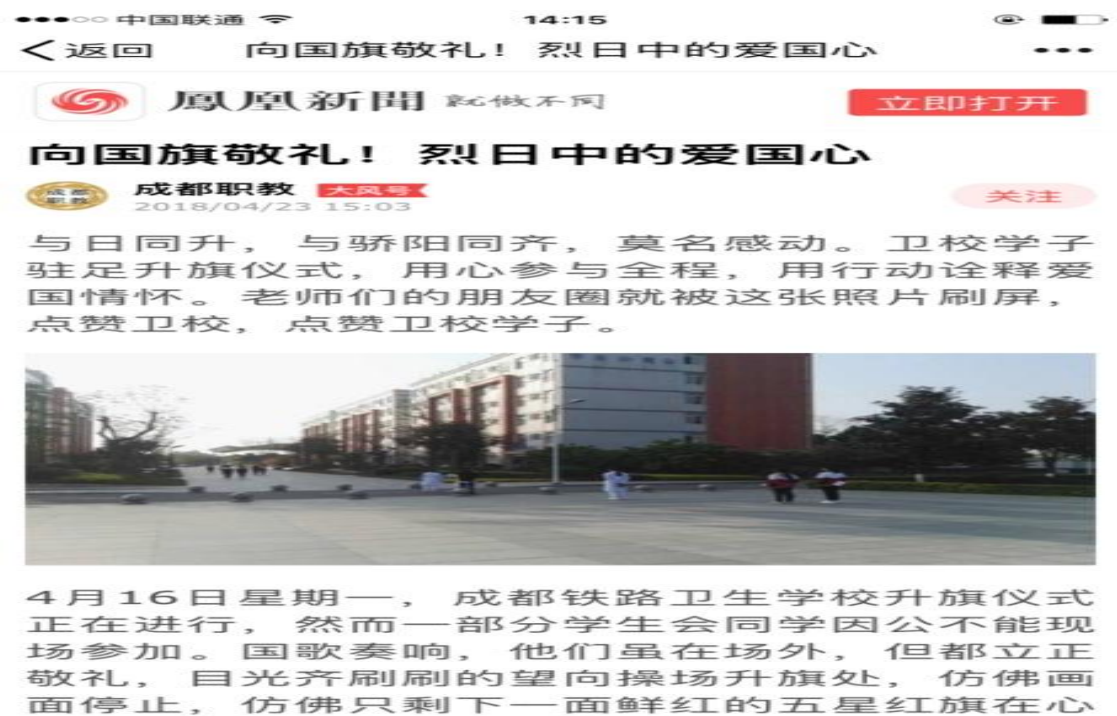 中国联通
14:15
返回
向国旗敬礼！烈日中的爱国心
鳳凰新聞
就做不同
立即打开
向国旗敬礼！烈日中的爱国心
成都
职教
成都职教
大风号
2018/04/23 15:03
关注
与日同升，与骄阳同齐，莫名感动。卫校学子
驻足升旗仪式，用心参与全程，用行动诠释爱
国情怀。老师们的朋友圈就被这张照片刷屏，
点赞卫校，点赞卫校学子。
4月16日星期一，成都铁路卫生学校升旗仪式
正在进行，然而一部分学生会同学因公不能现
场参加。国歌奏响，他们虽在场外，但都立正
敬礼，目光齐刷刷的望向操场升旗处，仿佛画
面停止，仿佛只剩下一面鲜红的五星红旗在心